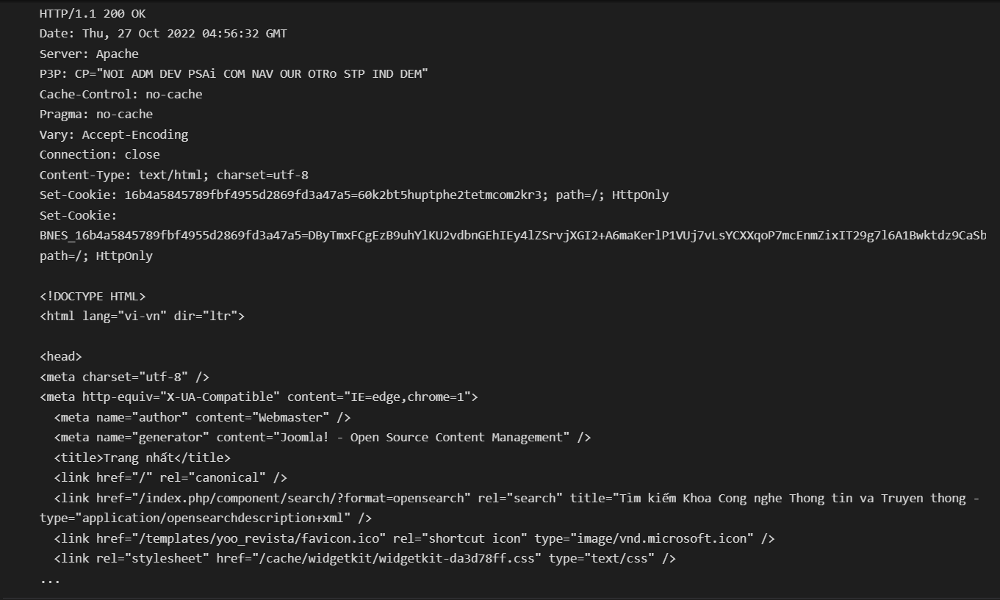 HTTP/1.1 200 OK
Date: Thu, 27 Oct 2022 04:56:32 GMT
Server: Apache
P3P: CP="NOI ADM DEV PSAi COM NAV OUR OTRo STP IND DEM"
Cache-Control: no-cache
Pragma: no-cache
Vary: Accept-Encoding
Connection: close
Content-Type: text/html; charset=utf-8
Set-Cookie: 16b4a5845789fbf4955d2869fd3a47a5=60k2bt5huptphe2tetmcom2kr3; path=/; HttpOnly
Set-Cookie:
BNES_16b4a5845789fbf4955d2869fd3a47a5=DByTmxFCgEzB9uhYlKU2vdbnGEhIEy4lZSrvjXGI2+A6maKerlP1VUj7vLsYCXXqoP7mcEnmZixIT29g7l6A1Bwktdz9CaSb
path=/; HttpOnly
<!DOCTYPE HTML>
<html lang="vi-vn" dir="ltr">
<head>
<meta charset="utf-8" />
<meta http-equiv="X-UA-Compatible" content="IE=edge,chrome=1">
<meta name="author" content="Webmaster" />
<meta name="generator" content="Joomla! - Open Source Content Management" />
<title>Trang nhất</title>
<link href="/" rel="canonical" />
<link href="/index.php/component/search/?format=opensearch" rel="search" title="Tìm kiếm Khoa Cong nghe Thong tin va Truyen thong -
type="application/opensearchdescription+xml" />
<link href="/templates/yoo_revista/favicon.ico" rel="shortcut icon" type="image/vnd.microsoft.icon" />
<link rel="stylesheet" href="/cache/widgetkit/widgetkit-da3d78ff.css" type="text/css" />
...